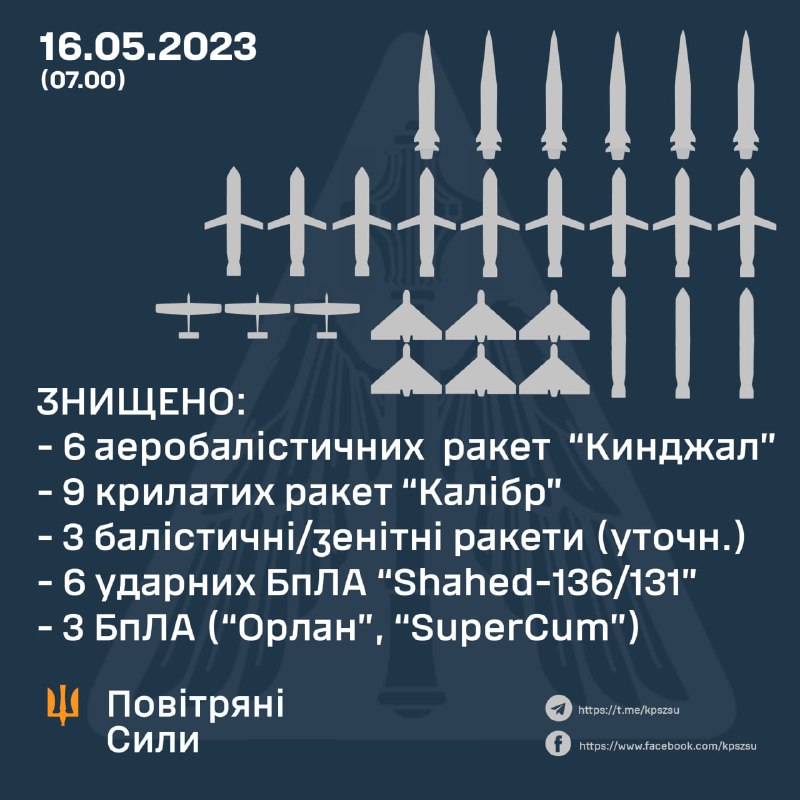 16.05.2023
(07.00)
ЗНИЩЕНО:
- 6 аеробалістичних ракет “Кинджал”
- 9 крилатих ракет “Калібр”
- 3 балістичні/зенітні ракети (уточн.)
- 6 ударних БпЛА “Shahed-136/131”
- 3 БпЛА (“Орлан”, “SuperCum”)
Повітряні
Сили
https://t.me/kpszsu
https://www.facebook.com/kpszsu